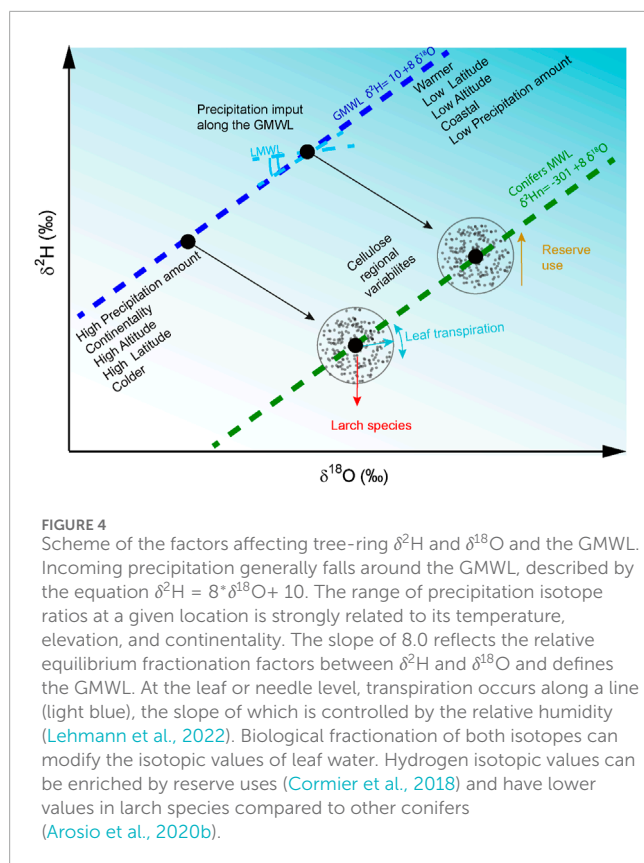 Precipitation imput
along the GMWL
GMWL δ²H= 10 +8 δ¹⁸O
Warmer
Low Latitude
Low Altitude
Coastal
Low Precipitation amount
LMWL
Conifers MWL
δ²Hn= -301 +8 δ¹⁸O
δ²H (‰)
Cellulose
regional
variabilites
Reserve
use
High Precipitation amount
Continentality
High Altitude
High Latitude
Colder
Leaf transpiration
Larch species
δ¹⁸O (‰)
FIGURE 4
Scheme of the factors affecting tree-ring δ²H and δ¹⁸O and the GMWL.
Incoming precipitation generally falls around the GMWL, described by
the equation δ²H = 8*δ¹⁸O+ 10. The range of precipitation isotope
ratios at a given location is strongly related to its temperature,
elevation, and continentality. The slope of 8.0 reflects the relative
equilibrium fractionation factors between δ²H and δ¹⁸O and defines
the GMWL. At the leaf or needle level, transpiration occurs along a line
(light blue), the slope of which is controlled by the relative humidity
(Lehmann et al., 2022). Biological fractionation of both isotopes can
modify the isotopic values of leaf water. Hydrogen isotopic values can
be enriched by reserve uses (Cormier et al., 2018) and have lower
values in larch species compared to other conifers
(Arosio et al., 2020b).